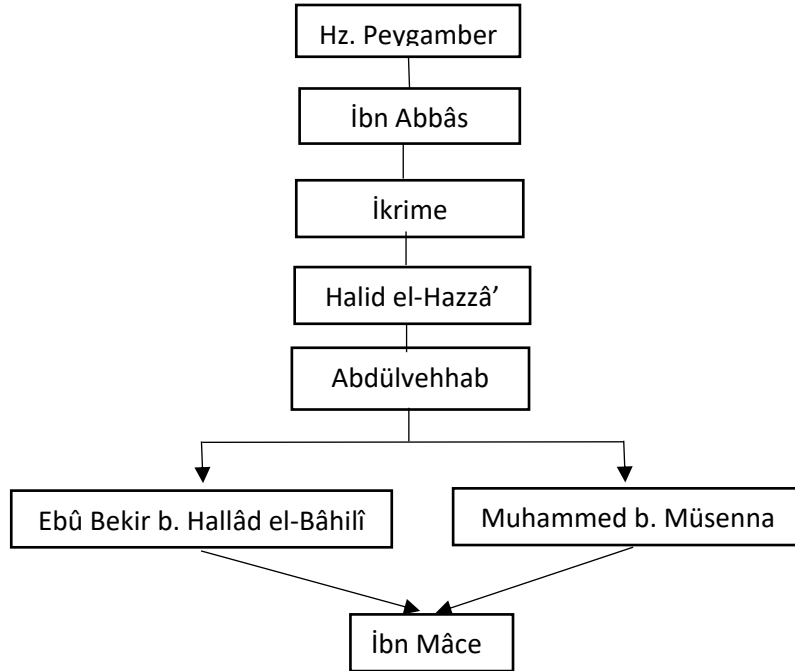 Hz. Peygamber
İbn Abbâs
İkrime
Halid el-Hazzâ’
Abdülvehhab
Ebû Bekir b. Hallâd el-Bâhilî
Muhammed b. Müsenna
İbn Mâce